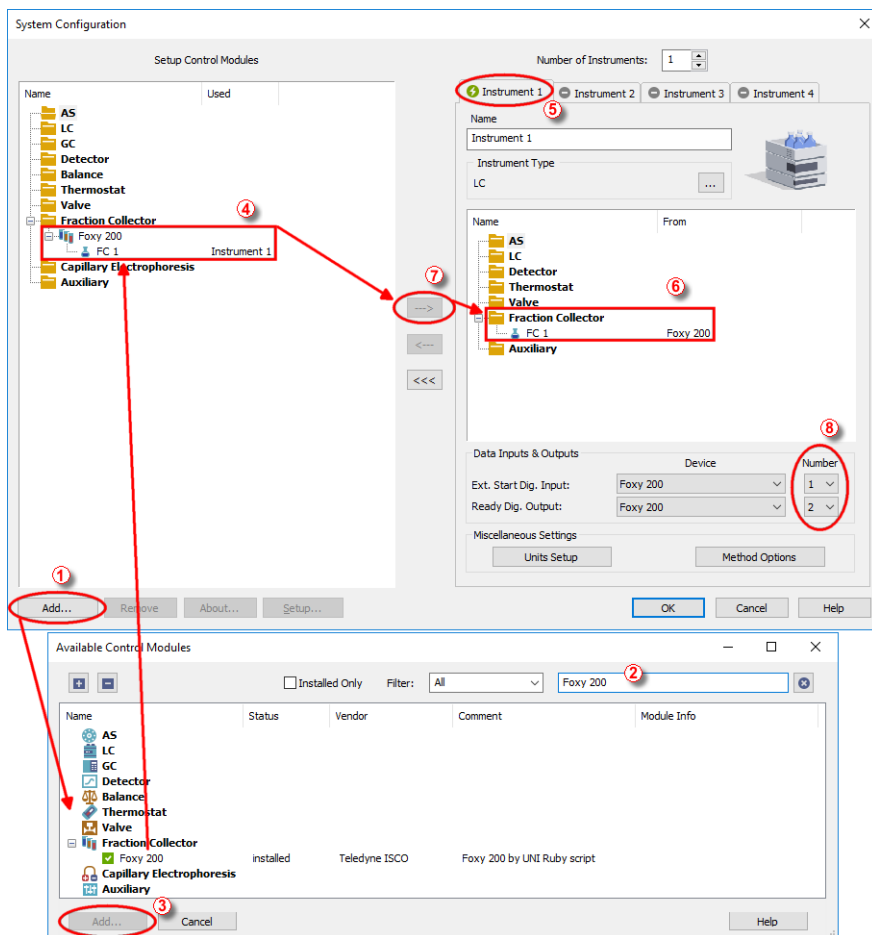 System Configuration
Setup Control Modules
Number of Instruments: 1
Name Used
AS
LC
GC
Detector
Balance
Thermostat
Valve
Fraction Collector
Foxy 200
FC 1 Instrument 1
Capillary Electrophoresis
Auxiliary
④
⑦
--->
<---
<<<
Instrument 1 Instrument 2 Instrument 3 Instrument 4
⑤
Name
Instrument 1
Instrument Type
LC ...
Name From
AS
LC
Detector
Thermostat
Valve
⑥
Fraction Collector
FC 1 Foxy 200
Auxiliary
⑧
Data Inputs & Outputs
Device Number
Ext. Start Dig. Input: Foxy 200 1
Ready Dig. Output: Foxy 200 2
Miscellaneous Settings
Units Setup Method Options
①
Add... Remove About... Setup... OK Cancel Help
Available Control Modules
Installed Only Filter: All Foxy 200 ②
Name Status Vendor Comment Module Info
AS
LC
GC
Detector
Balance
Thermostat
Valve
Fraction Collector
Foxy 200 installed Teledyne ISCO Foxy 200 by UNI Ruby script
Capillary Electrophoresis
Auxiliary
③
Add... Cancel Help